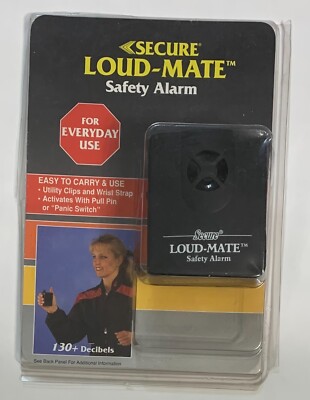 SECURE®
LOUD-MATE™
Safety Alarm
FOR
EVERYDAY
USE
EASY TO CARRY & USE
• Utility Clips and Wrist Strap
• Activates With Pull Pin
or "Panic Switch"
Secure®
LOUD-MATE™
Safety Alarm
130+ Decibels
See Back Panel For Additional Information